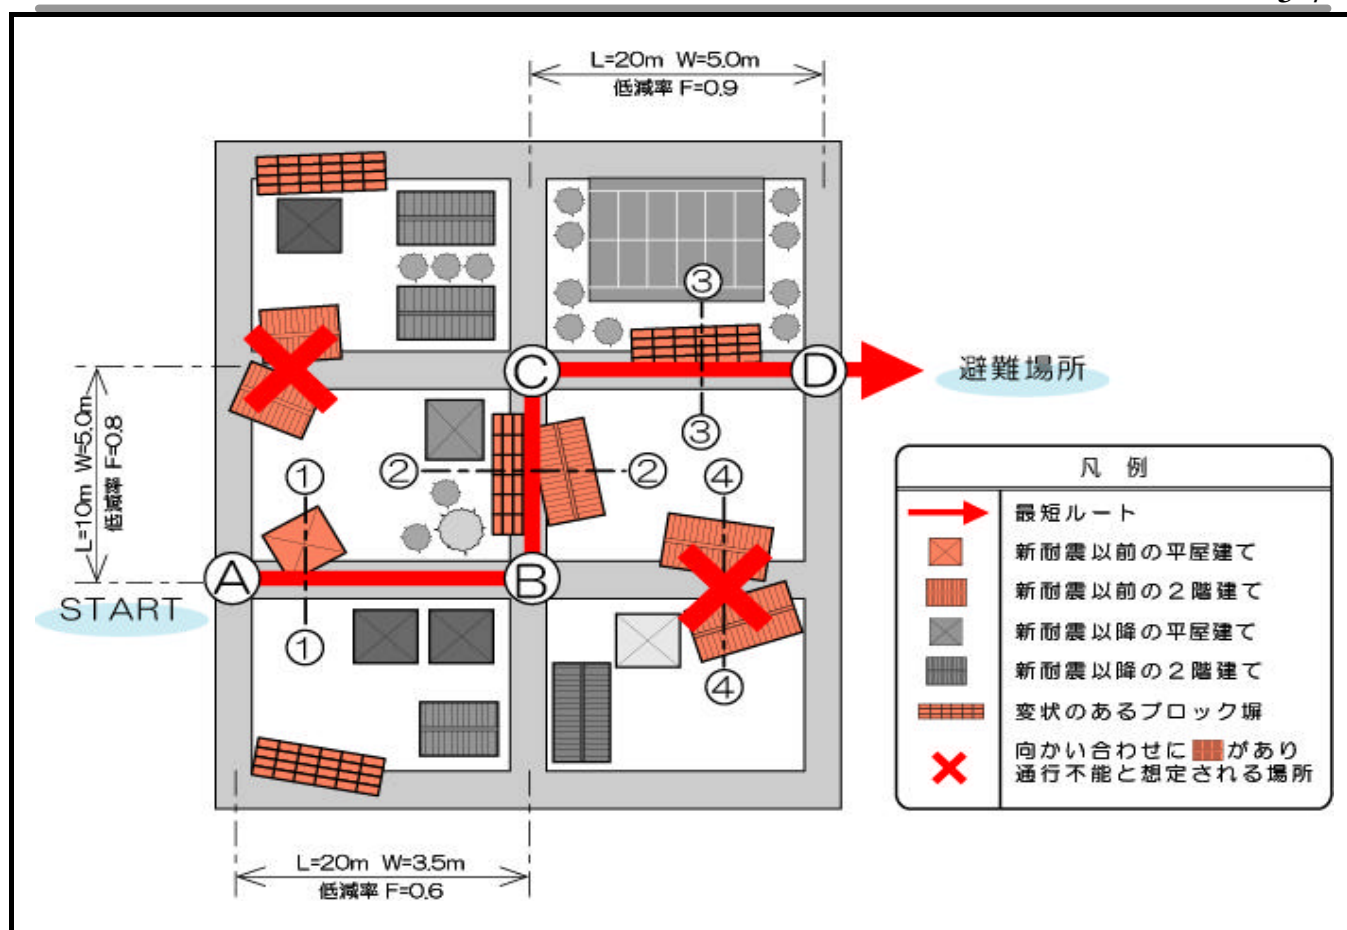 L=20m W=5.0m
低減率 F=0.9
L=10m W=5.0m
低減率 F=0.8
③
C
D
避難場所
③
①
②
②
④
A
B
START
①
④
L=20m W=3.5m
低減率 F=0.6
凡 例
最短ルート
新耐震以前の平屋建て
新耐震以前の2階建て
新耐震以降の平屋建て
新耐震以降の2階建て
変状のあるブロック塀
向かい合わせに があり
通行不能と想定される場所